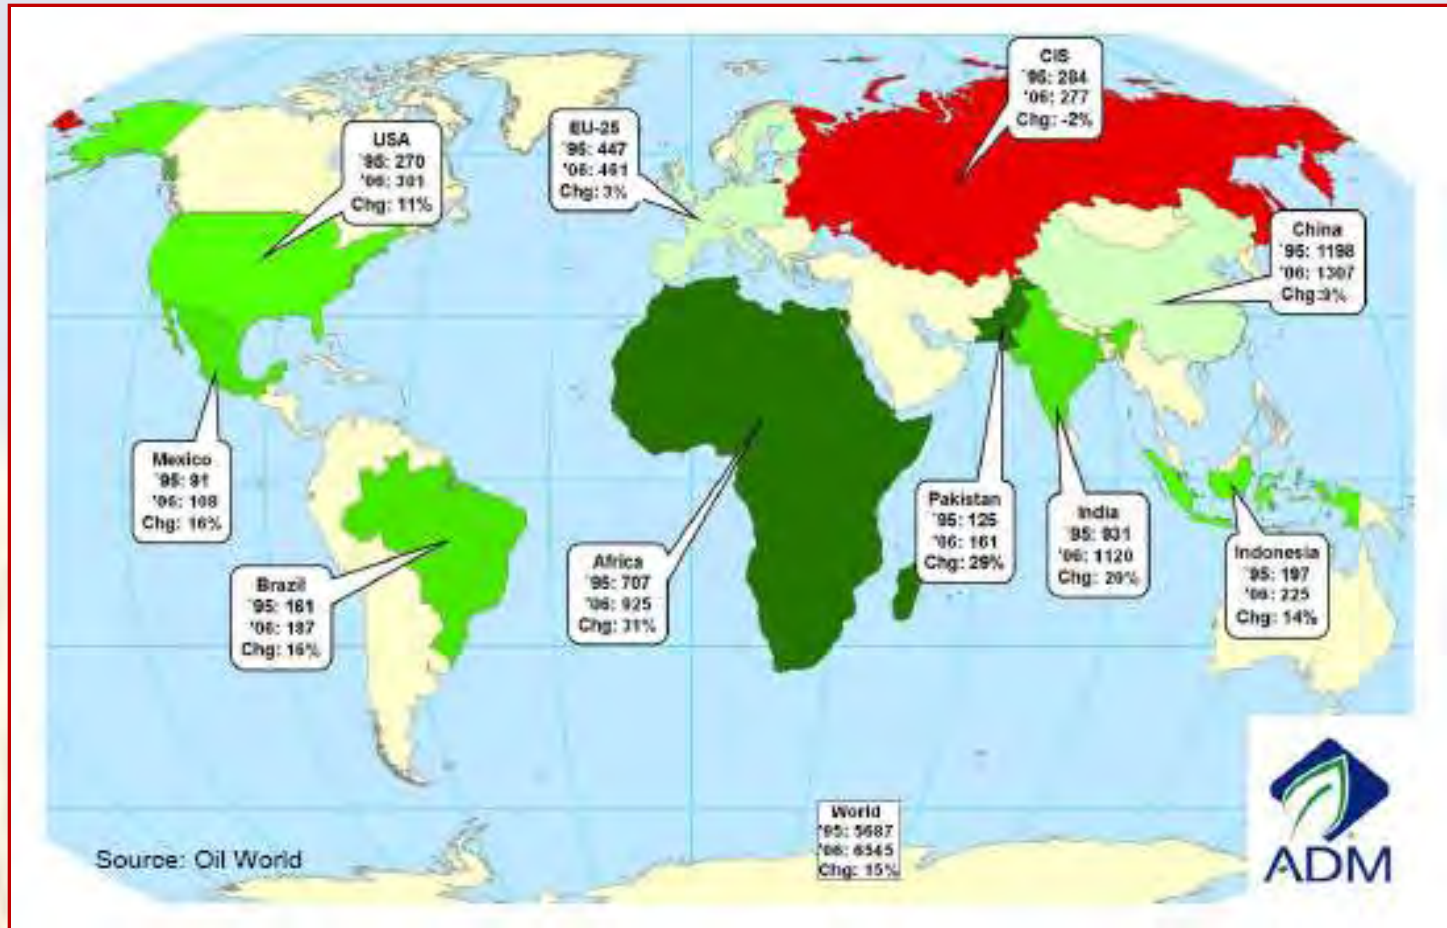 CIS
'95: 284
'06: 277
Chg: -2%
USA
'95: 270
'06: 301
Chg: 11%
EU-25
'95: 447
'06: 461
Chg: 3%
China
'95: 1198
'06: 1307
Chg:9%
Mexico
'95: 91
'06:
Chg: 16%
Brazil
'95: 161
'06: 187
Chg: 16%
Africa
'95: 707
'06: 925
Chg: 31%
Pakistan
'95: 125
'06: 161
Chg: 29%
India
'95: 931
'06: 1120
Chg: 20%
Indonesia
'95: 197
'06: 225
Chg: 14%
World
'95: 5687
'06: 6545
Chg: 15%
Source: Oil World
ADM